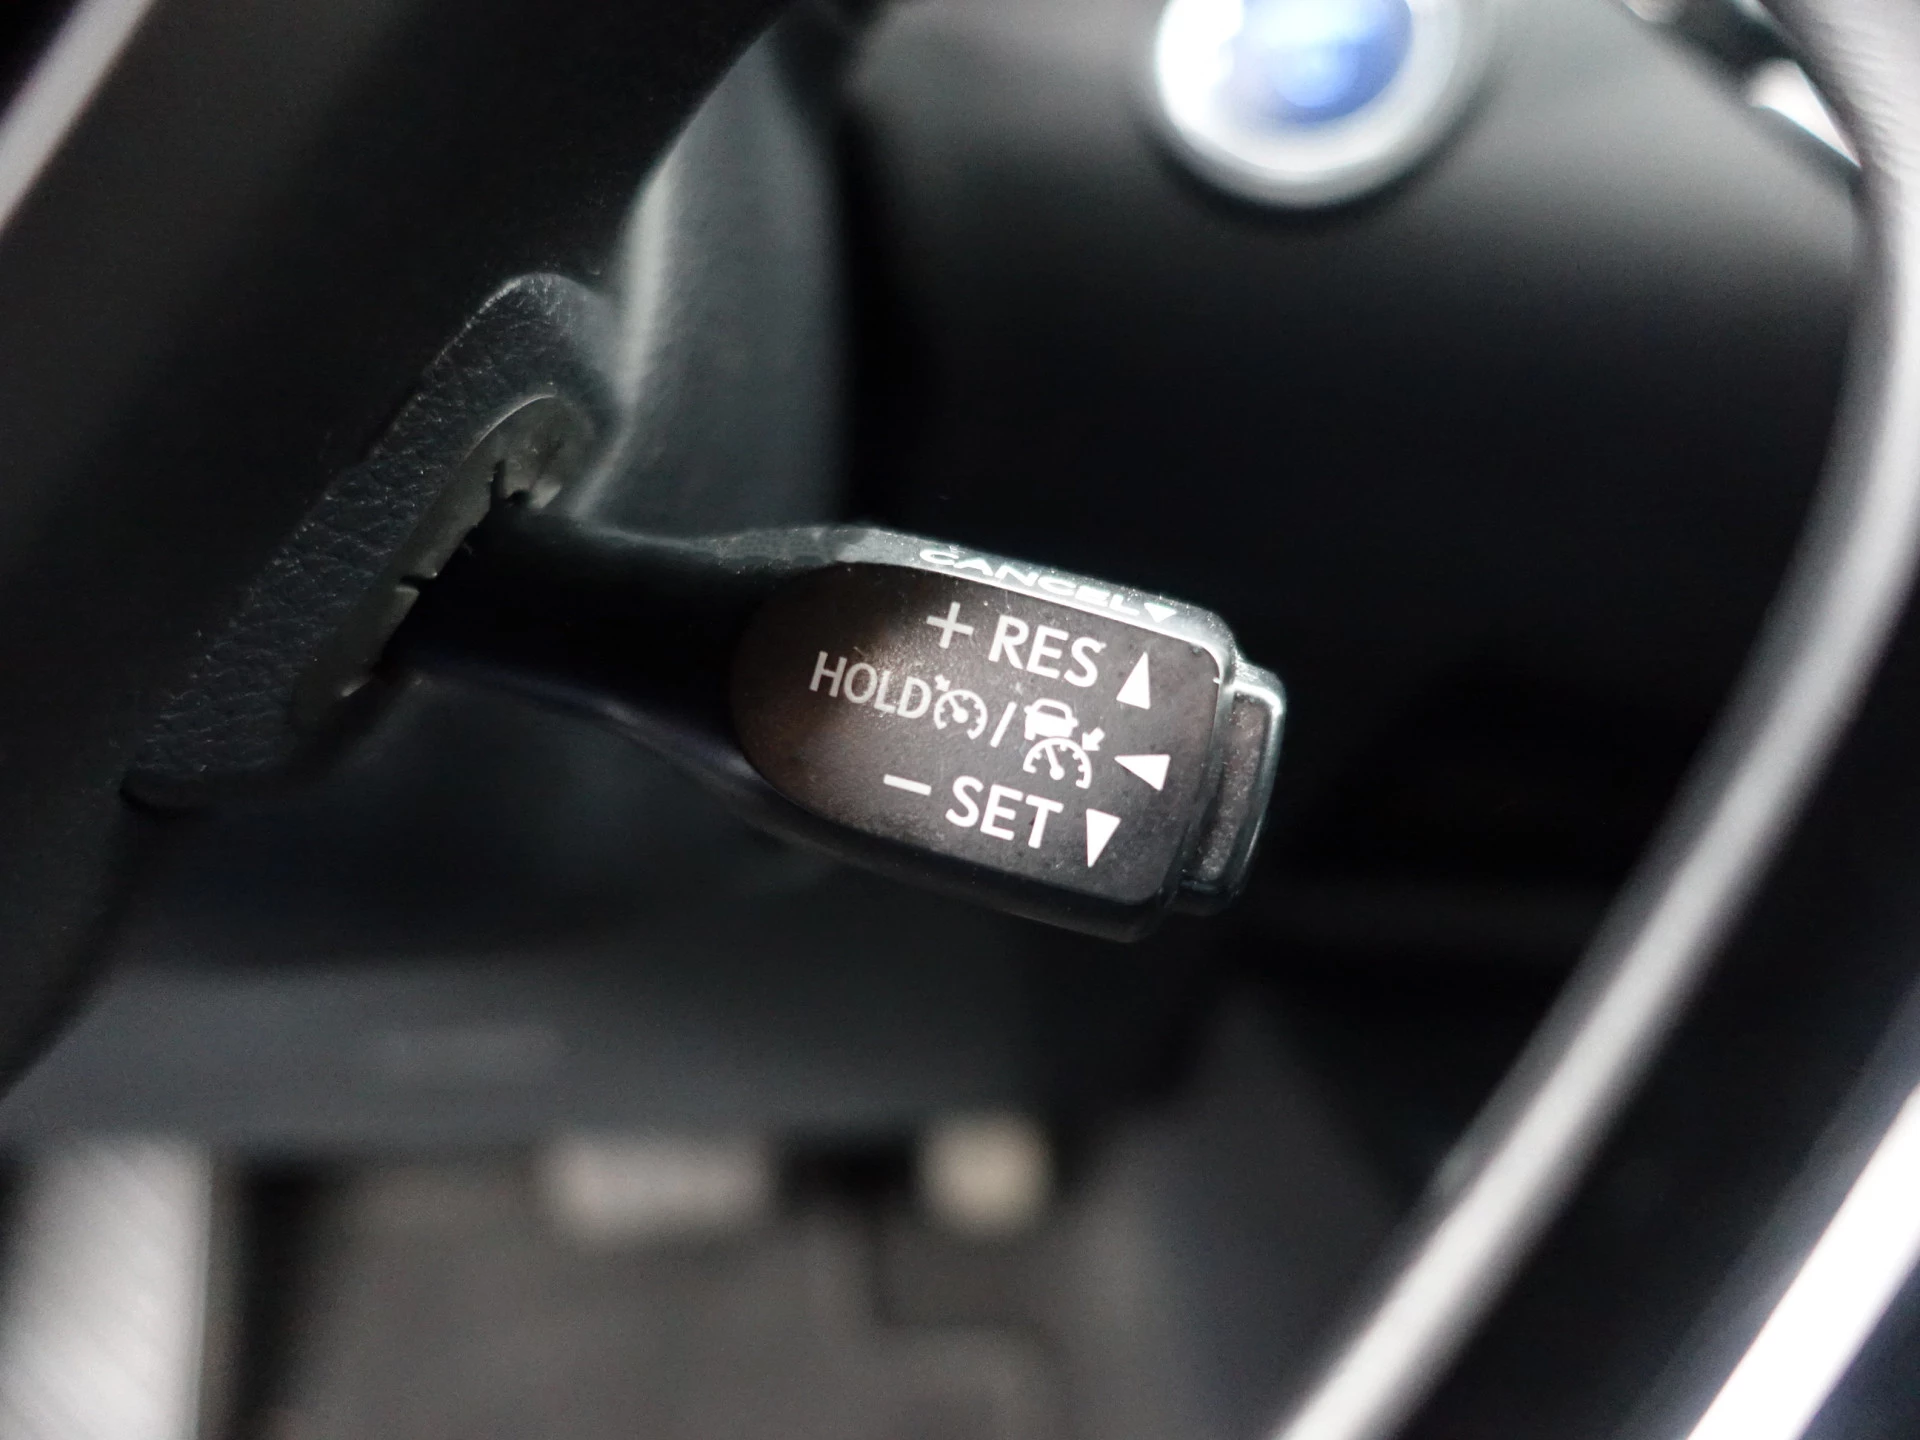 CANCEL▼
+ RES ▲
HOLD / ◀
− SET ▼